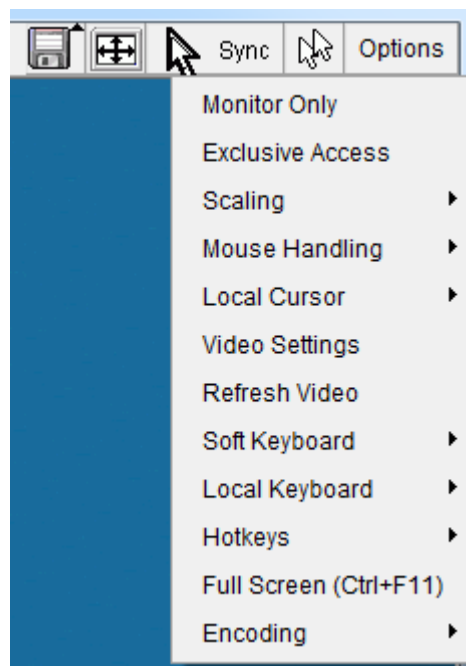 Sync Options
Monitor Only
Exclusive Access
Scaling
Mouse Handling
Local Cursor
Video Settings
Refresh Video
Soft Keyboard
Local Keyboard
Hotkeys
Full Screen (Ctrl+F11)
Encoding